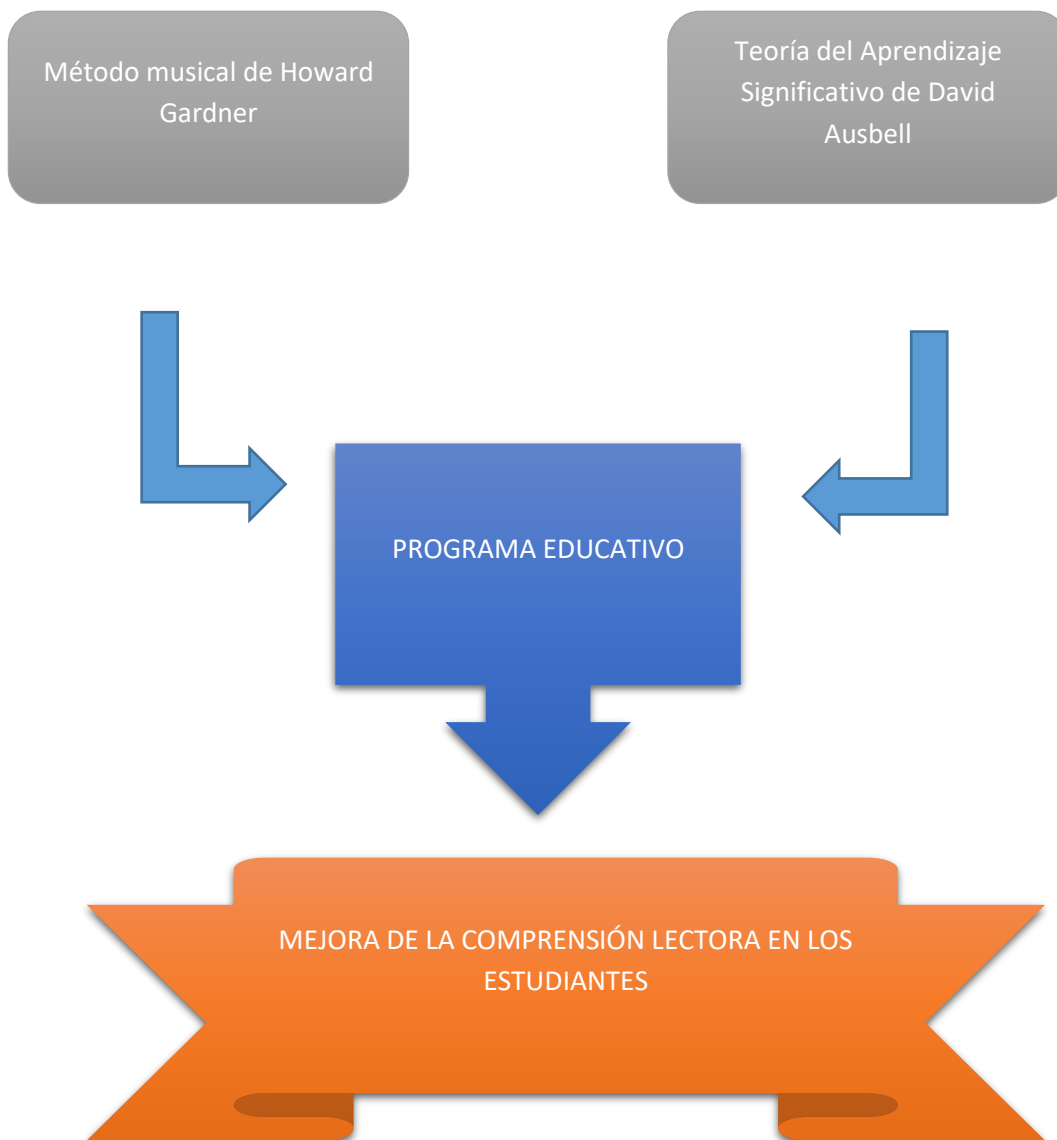 Método musical de Howard
Gardner
Teoría del Aprendizaje
Significativo de David
Ausbell
PROGRAMA EDUCATIVO
MEJORA DE LA COMPRENSIÓN LECTORA EN LOS
ESTUDIANTES